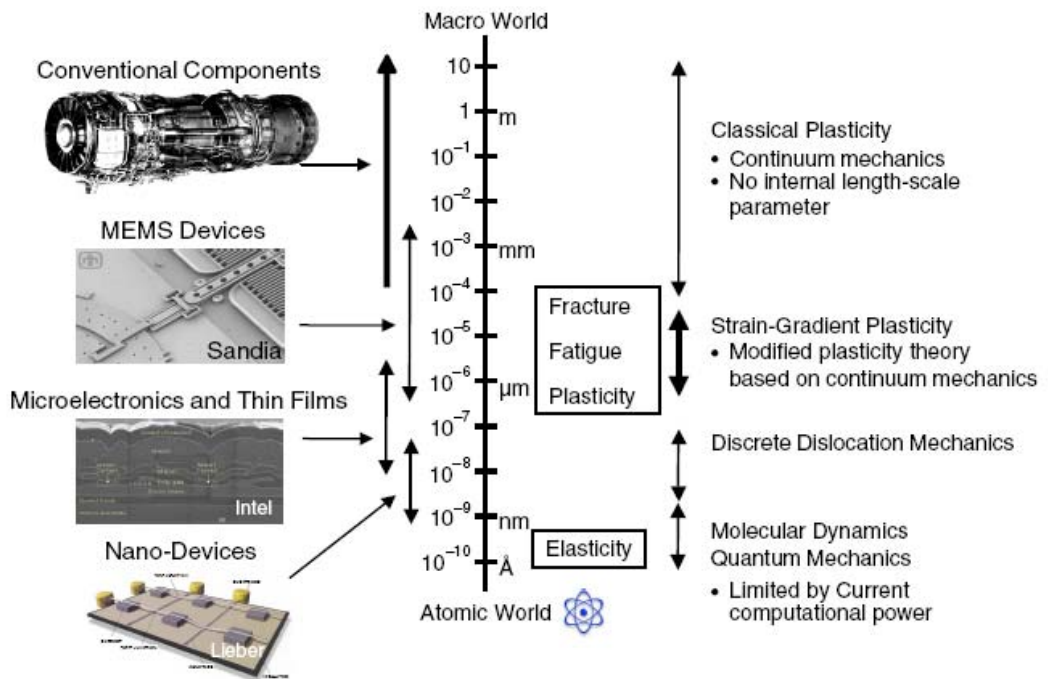 Macro World
Conventional Components
MEMS Devices
Sandia
Microelectronics and Thin Films
Intel
Nano-Devices
Lieber
10
1
m
10⁻¹
10⁻²
10⁻³
mm
10⁻⁴
10⁻⁵
10⁻⁶
μm
10⁻⁷
10⁻⁸
10⁻⁹
nm
10⁻¹⁰
Å
Atomic World
Fracture
Fatigue
Plasticity
Elasticity
Classical Plasticity
• Continuum mechanics
• No internal length-scale
parameter
Strain-Gradient Plasticity
• Modified plasticity theory
based on continuum mechanics
Discrete Dislocation Mechanics
Molecular Dynamics
Quantum Mechanics
• Limited by Current
computational power